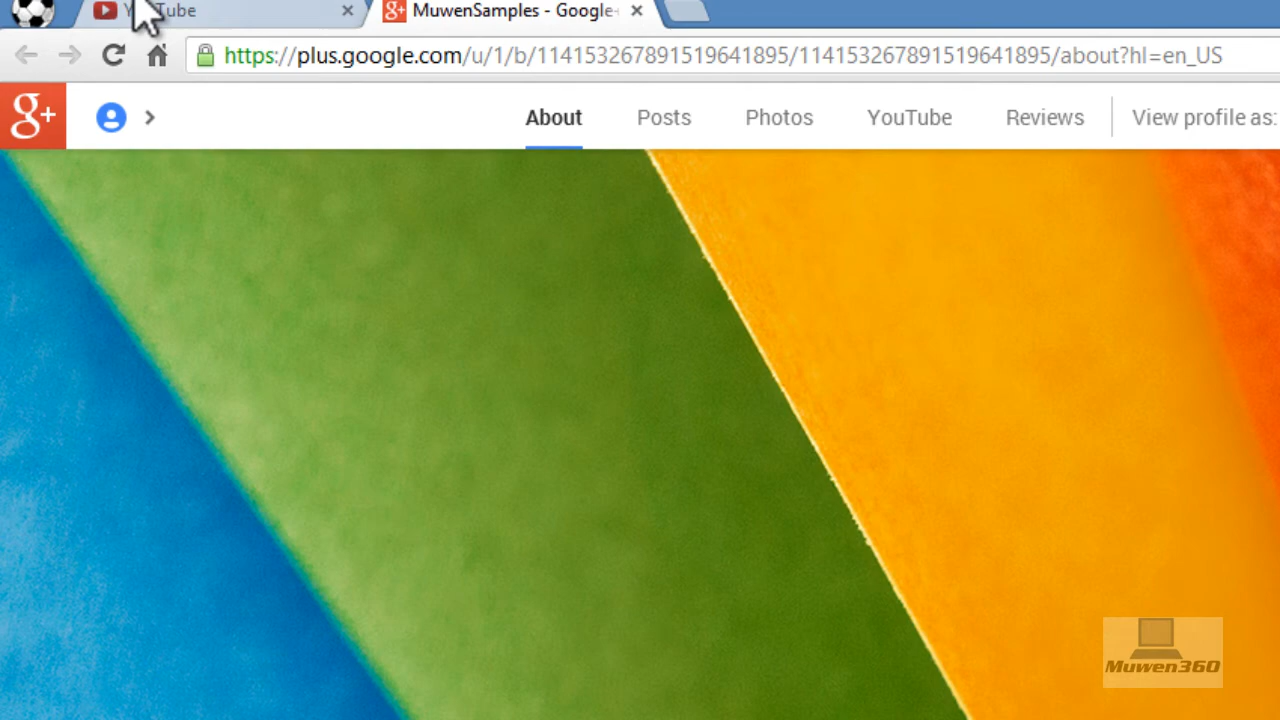 YouTube
MuwenSamples - Google+
https://plus.google.com/u/1/b/114153267891519641895/114153267891519641895/about?hl=en_US
g+
About
Posts
Photos
YouTube
Reviews
View profile as:
Muwen360